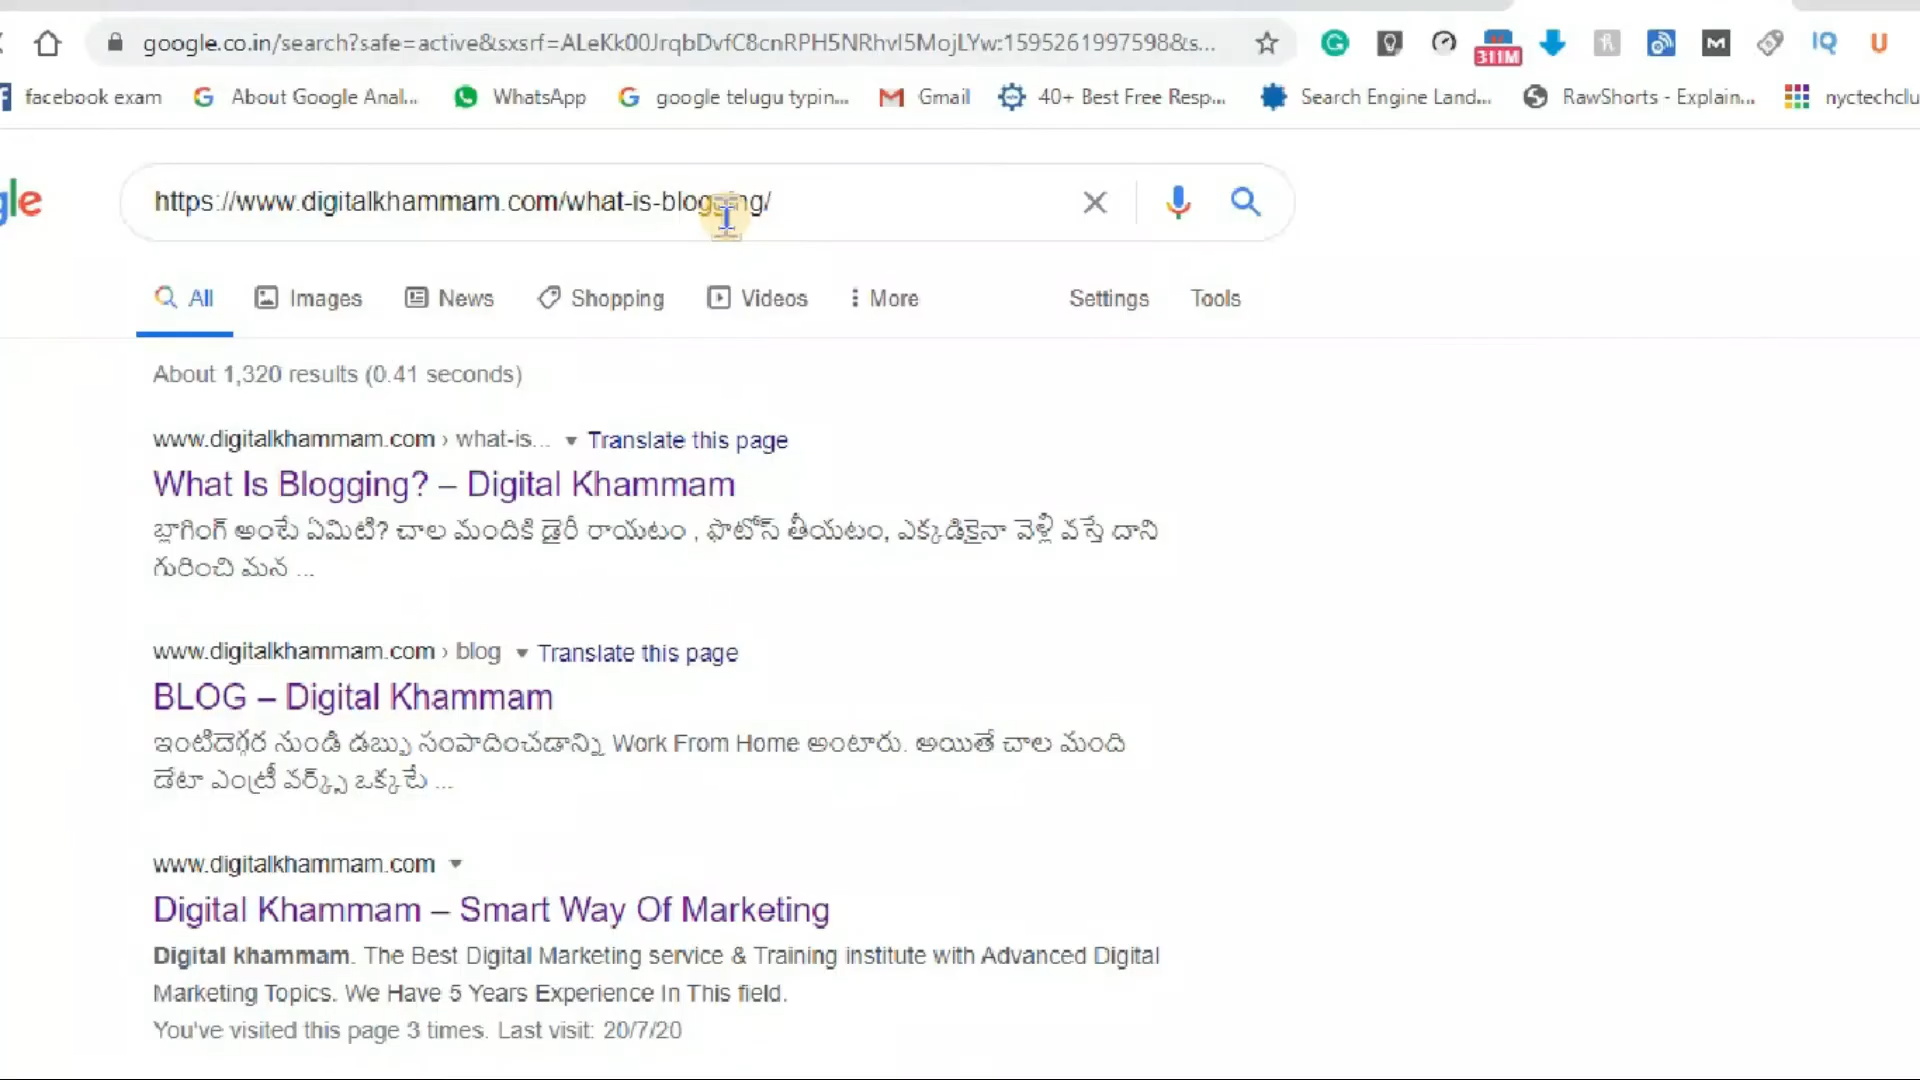 google.co.in/search?safe=active&sxsrf=ALeKk00JrqbDvfC8cnRPH5NRhvI5MojLYw:1595261997598&s...
311M
facebook exam About Google Anal... WhatsApp google telugu typin... Gmail 40+ Best Free Resp... Search Engine Land... RawShorts - Explain... nyctechclu
gle
https://www.digitalkhammam.com/what-is-blogging/
All Images News Shopping Videos More Settings Tools
About 1,320 results (0.41 seconds)
www.digitalkhammam.com › what-is... Translate this page
What Is Blogging? – Digital Khammam
బ్లాగింగ్ అంటే ఏమిటి? చాల మందికి డైరీ రాయటం , ఫొటోస్ తీయటం, ఎక్కడికైనా వెళ్లి వస్తే దాని
గురించి మన ...
www.digitalkhammam.com › blog Translate this page
BLOG – Digital Khammam
ఇంటిదెగ్గర నుండి డబ్బు సంపాదించడాన్ని Work From Home అంటారు. అయితే చాల మంది
డేటా ఎంట్రీ వర్క్స్ ఒక్కటే ...
www.digitalkhammam.com
Digital Khammam – Smart Way Of Marketing
Digital khammam. The Best Digital Marketing service & Training institute with Advanced Digital
Marketing Topics. We Have 5 Years Experience In This field.
You've visited this page 3 times. Last visit: 20/7/20